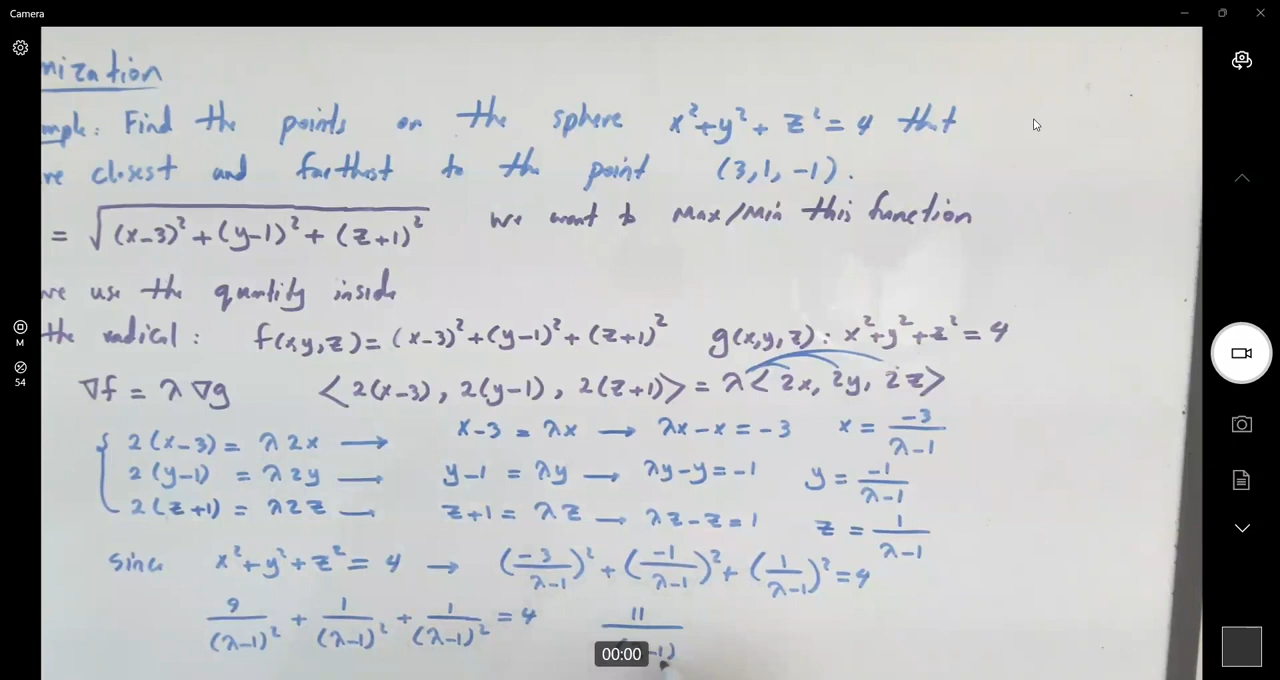 Camera
mization
mple: Find the points on the sphere x²+y²+z²=4 that
re closest and farthest to the point (3,1,-1).
= √((x-3)²+(y-1)²+(z+1)²) we want to Max/Min this function
we use the quantity inside
the radical: f(x,y,z)=(x-3)²+(y-1)²+(z+1)² g(x,y,z): x²+y²+z²=4
∇f = λ∇g <2(x-3), 2(y-1), 2(z+1)> = λ<2x, 2y, 2z>
2(x-3) = λ2x → x-3 = λx → λx-x=-3 x = -3/(λ-1)
2(y-1) = λ2y → y-1 = λy → λy-y=-1 y = -1/(λ-1)
2(z+1) = λ2z → z+1 = λz → λz-z=1 z = 1/(λ-1)
since x²+y²+z²=4 → (-3/(λ-1))²+(-1/(λ-1))²+(1/(λ-1))²=4
9/(λ-1)² + 1/(λ-1)² + 1/(λ-1)² = 4 11/ -1)
M
54
00:00